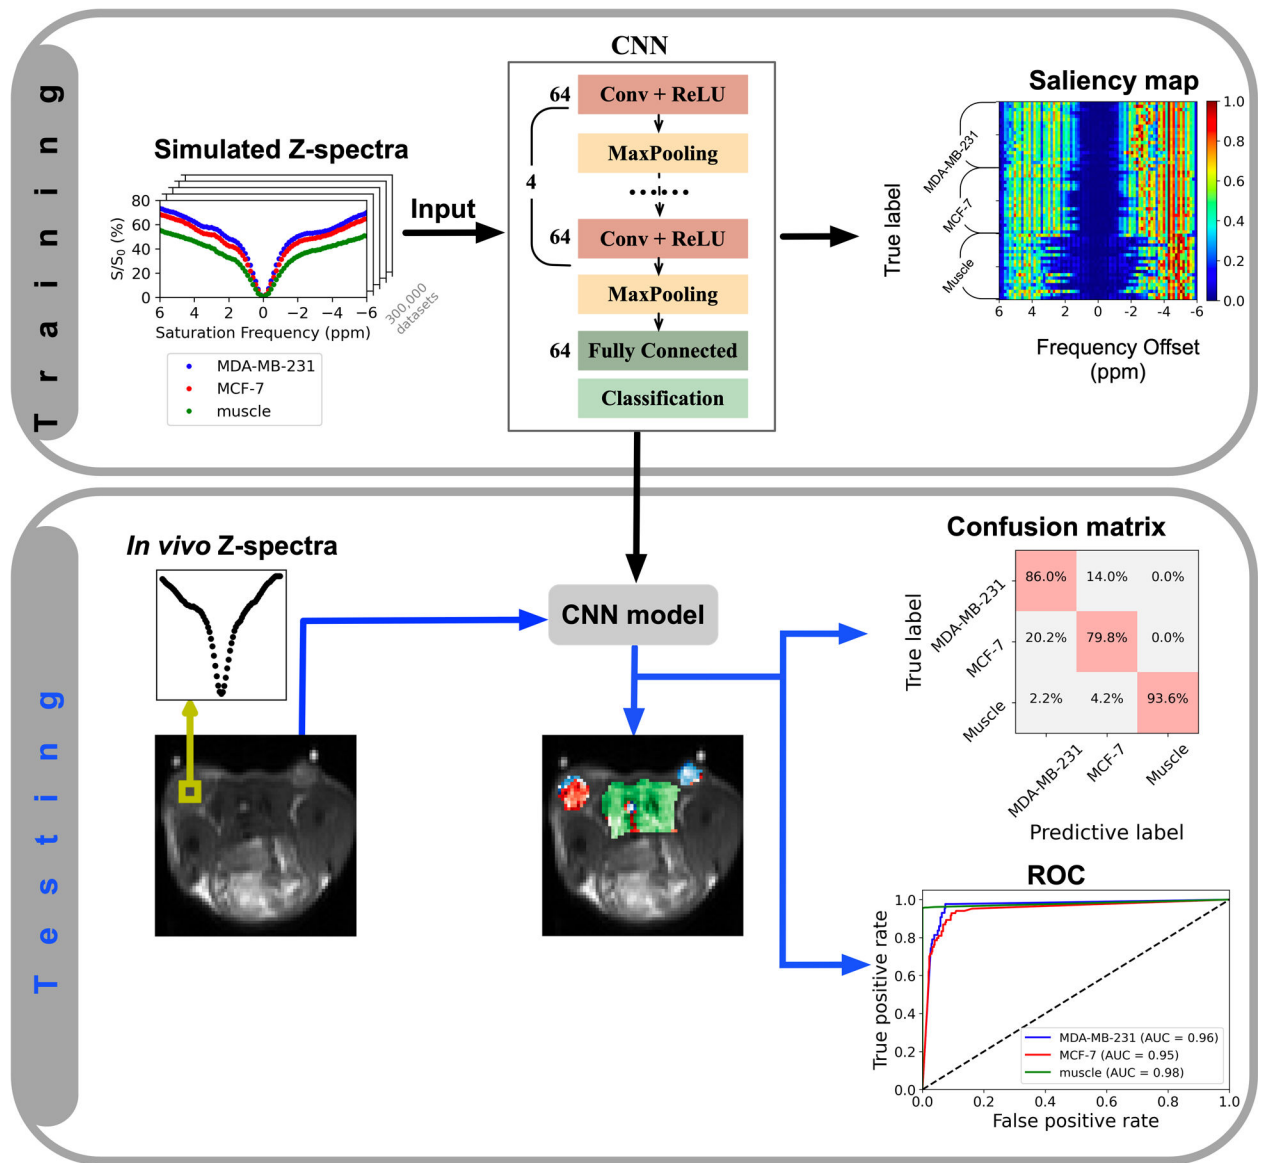 Training
CNN
64
Conv + ReLU
MaxPooling
4
......
64
Conv + ReLU
MaxPooling
64
Fully Connected
Classification
Simulated Z-spectra
80
60
40
20
0
S/S₀ (%)
6 4 2 0 −2 −4 −6
Saturation Frequency (ppm)
300,000
datasets
MDA-MB-231
MCF-7
muscle
Input
Saliency map
True label
MDA-MB-231
MCF-7
Muscle
6 4 2 0 -2 -4 -6
Frequency Offset
(ppm)
1.0
0.8
0.6
0.4
0.2
0.0
Testing
In vivo Z-spectra
CNN model
Confusion matrix
True label
MDA-MB-231
MCF-7
Muscle
86.0% 14.0% 0.0%
20.2% 79.8% 0.0%
2.2% 4.2% 93.6%
MDA-MB-231
MCF-7
Muscle
Predictive label
ROC
True positive rate
1.0
0.8
0.6
0.4
0.2
0.0
MDA-MB-231 (AUC = 0.96)
MCF-7 (AUC = 0.95)
muscle (AUC = 0.98)
0.0 0.2 0.4 0.6 0.8 1.0
False positive rate